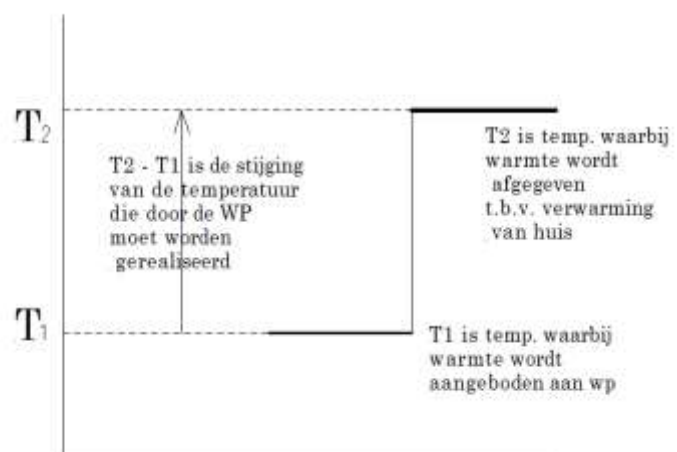 T2
T2 - T1 is de stijging
van de temperatuur
die door de WP
moet worden
gerealiseerd
T2 is temp. waarbij
warmte wordt
afgegeven
t.b.v. verwarming
van huis
T1
T1 is temp. waarbij
warmte wordt
aangeboden aan wp